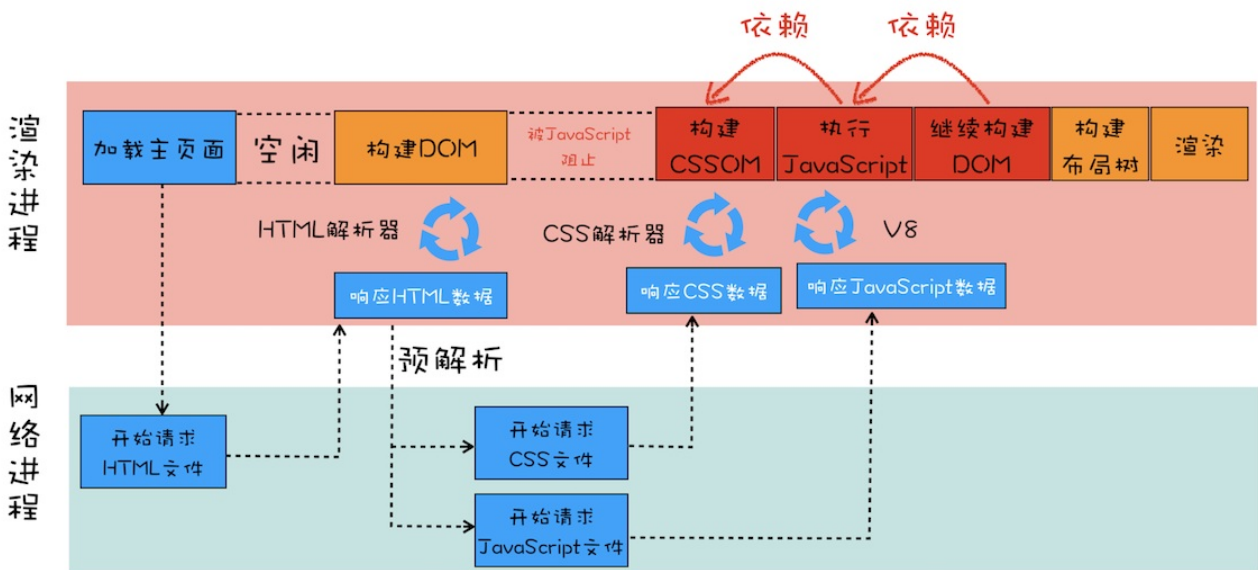 依赖
依赖
渲染进程
加载主页面
空闲
构建DOM
被JavaScript
阻止
构建
CSSOM
执行
JavaScript
继续构建
DOM
构建
布局树
渲染
HTML解析器
CSS解析器
V8
响应HTML数据
响应CSS数据
响应JavaScript数据
预解析
网络进程
开始请求
HTML文件
开始请求
CSS文件
开始请求
JavaScript文件